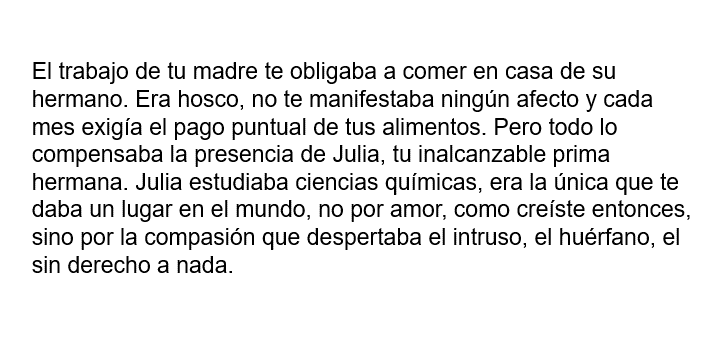 El trabajo de tu madre te obligaba a comer en casa de su
hermano. Era hosco, no te manifestaba ningún afecto y cada
mes exigía el pago puntual de tus alimentos. Pero todo lo
compensaba la presencia de Julia, tu inalcanzable prima
hermana. Julia estudiaba ciencias químicas, era la única que te
daba un lugar en el mundo, no por amor, como creíste entonces,
sino por la compasión que despertaba el intruso, el huérfano, el
sin derecho a nada.